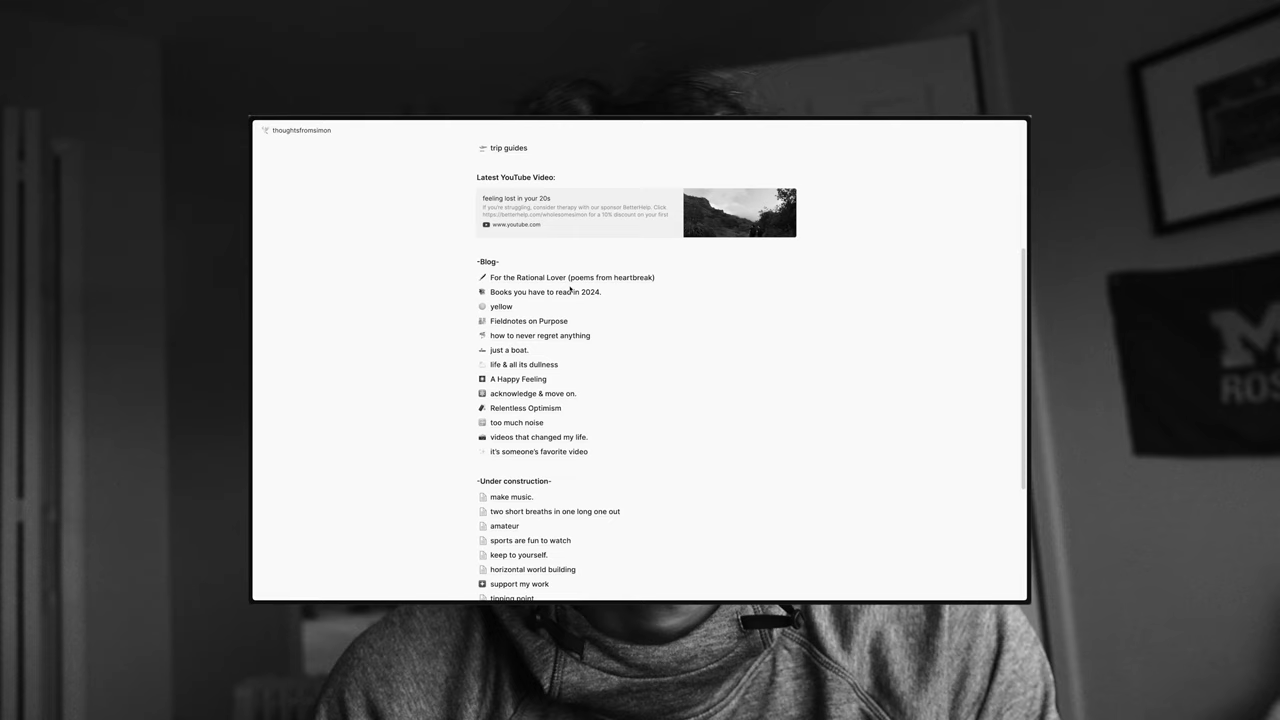 thoughtsfromsimon
trip guides
Latest YouTube Video:
feeling lost in your 20s
If you're struggling, consider therapy with our sponsor BetterHelp. Click
https://betterhelp.com/wholesomesimon for a 10% discount on your first
www.youtube.com
-Blog-
For the Rational Lover (poems from heartbreak)
Books you have to read in 2024.
yellow
Fieldnotes on Purpose
how to never regret anything
just a boat.
life & all its dullness
A Happy Feeling
acknowledge & move on.
Relentless Optimism
too much noise
videos that changed my life.
it's someone's favorite video
-Under construction-
make music.
two short breaths in one long one out
amateur
sports are fun to watch
keep to yourself.
horizontal world building
support my work
tipping point
M
ROS